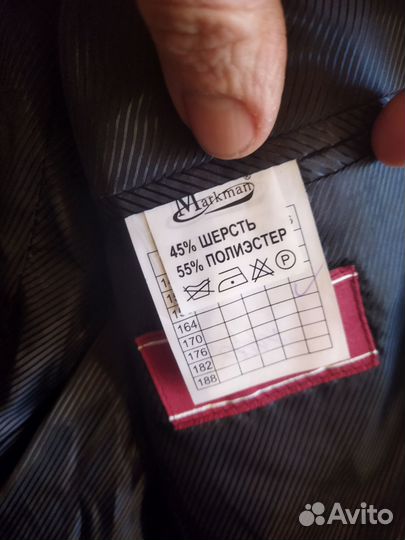 Markman®
45% ШЕРСТЬ
55% ПОЛИЭСТЕР
P
164
170
176
182
188
Avito